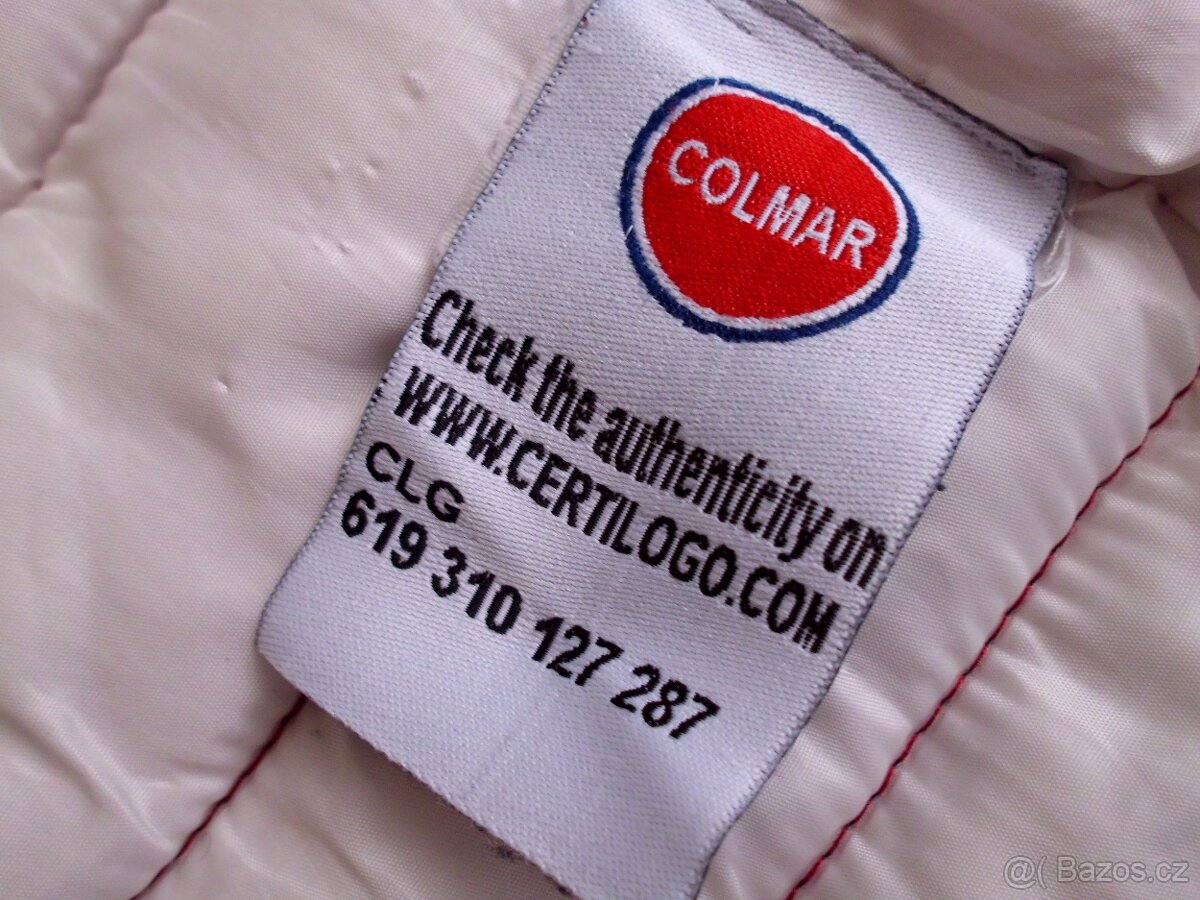 COLMAR
Check the authenticity on
WWW.CERTILOGO.COM
CLG
619 310 127 287
@( Bazos.cz